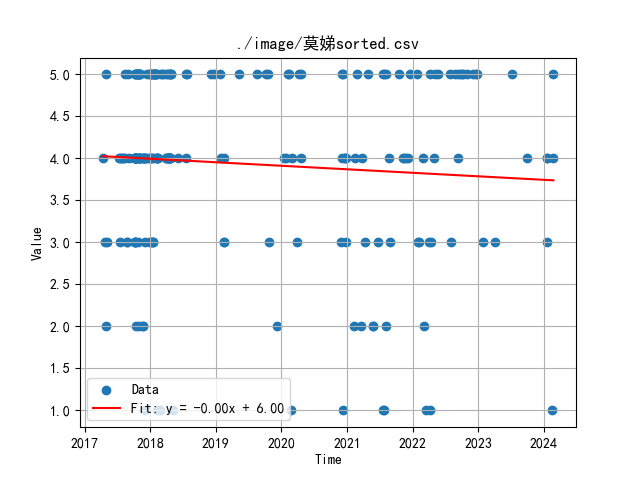 ./image/莫娣sorted.csv
5.0
4.5
4.0
3.5
3.0
2.5
2.0
1.5
1.0
Value
Data
Fit: y = -0.00x + 6.00
2017 2018 2019 2020 2021 2022 2023 2024
Time